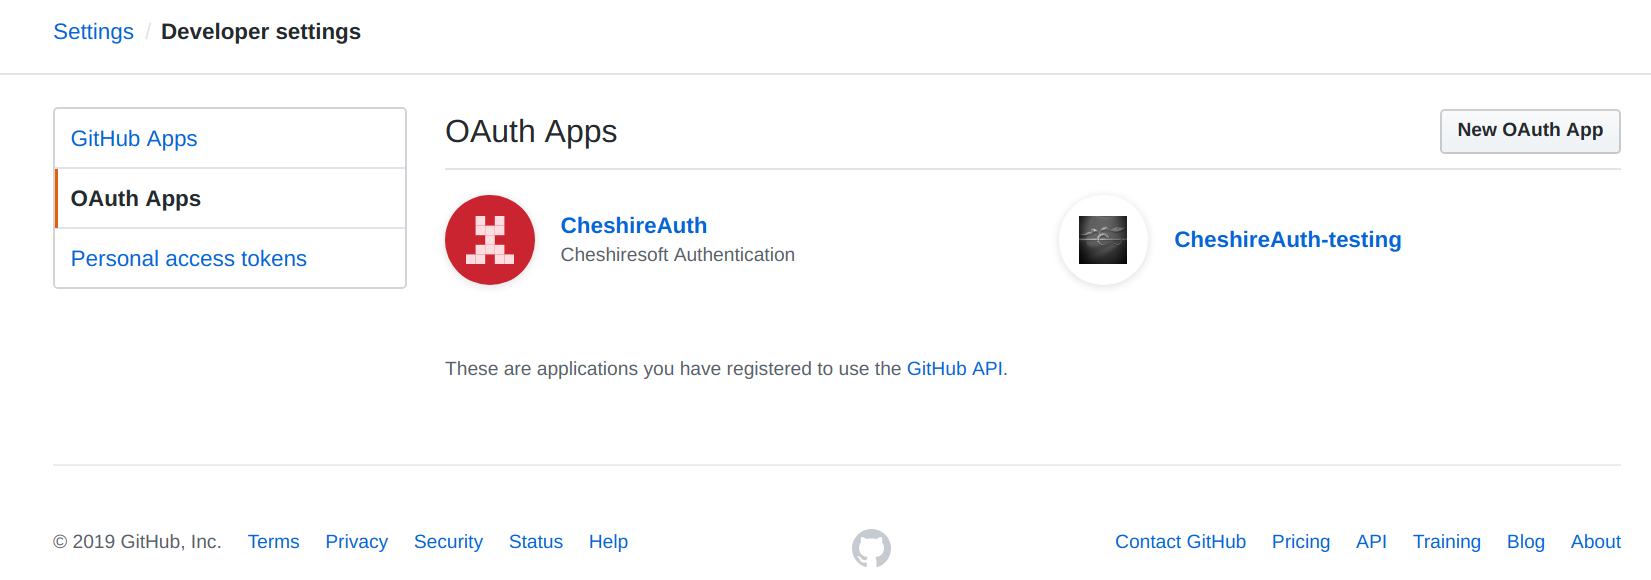 Settings / Developer settings
GitHub Apps
OAuth Apps
Personal access tokens
OAuth Apps
New OAuth App
CheshireAuth
Cheshiresoft Authentication
CheshireAuth-testing
These are applications you have registered to use the GitHub API.
© 2019 GitHub, Inc. Terms Privacy Security Status Help Contact GitHub Pricing API Training Blog About